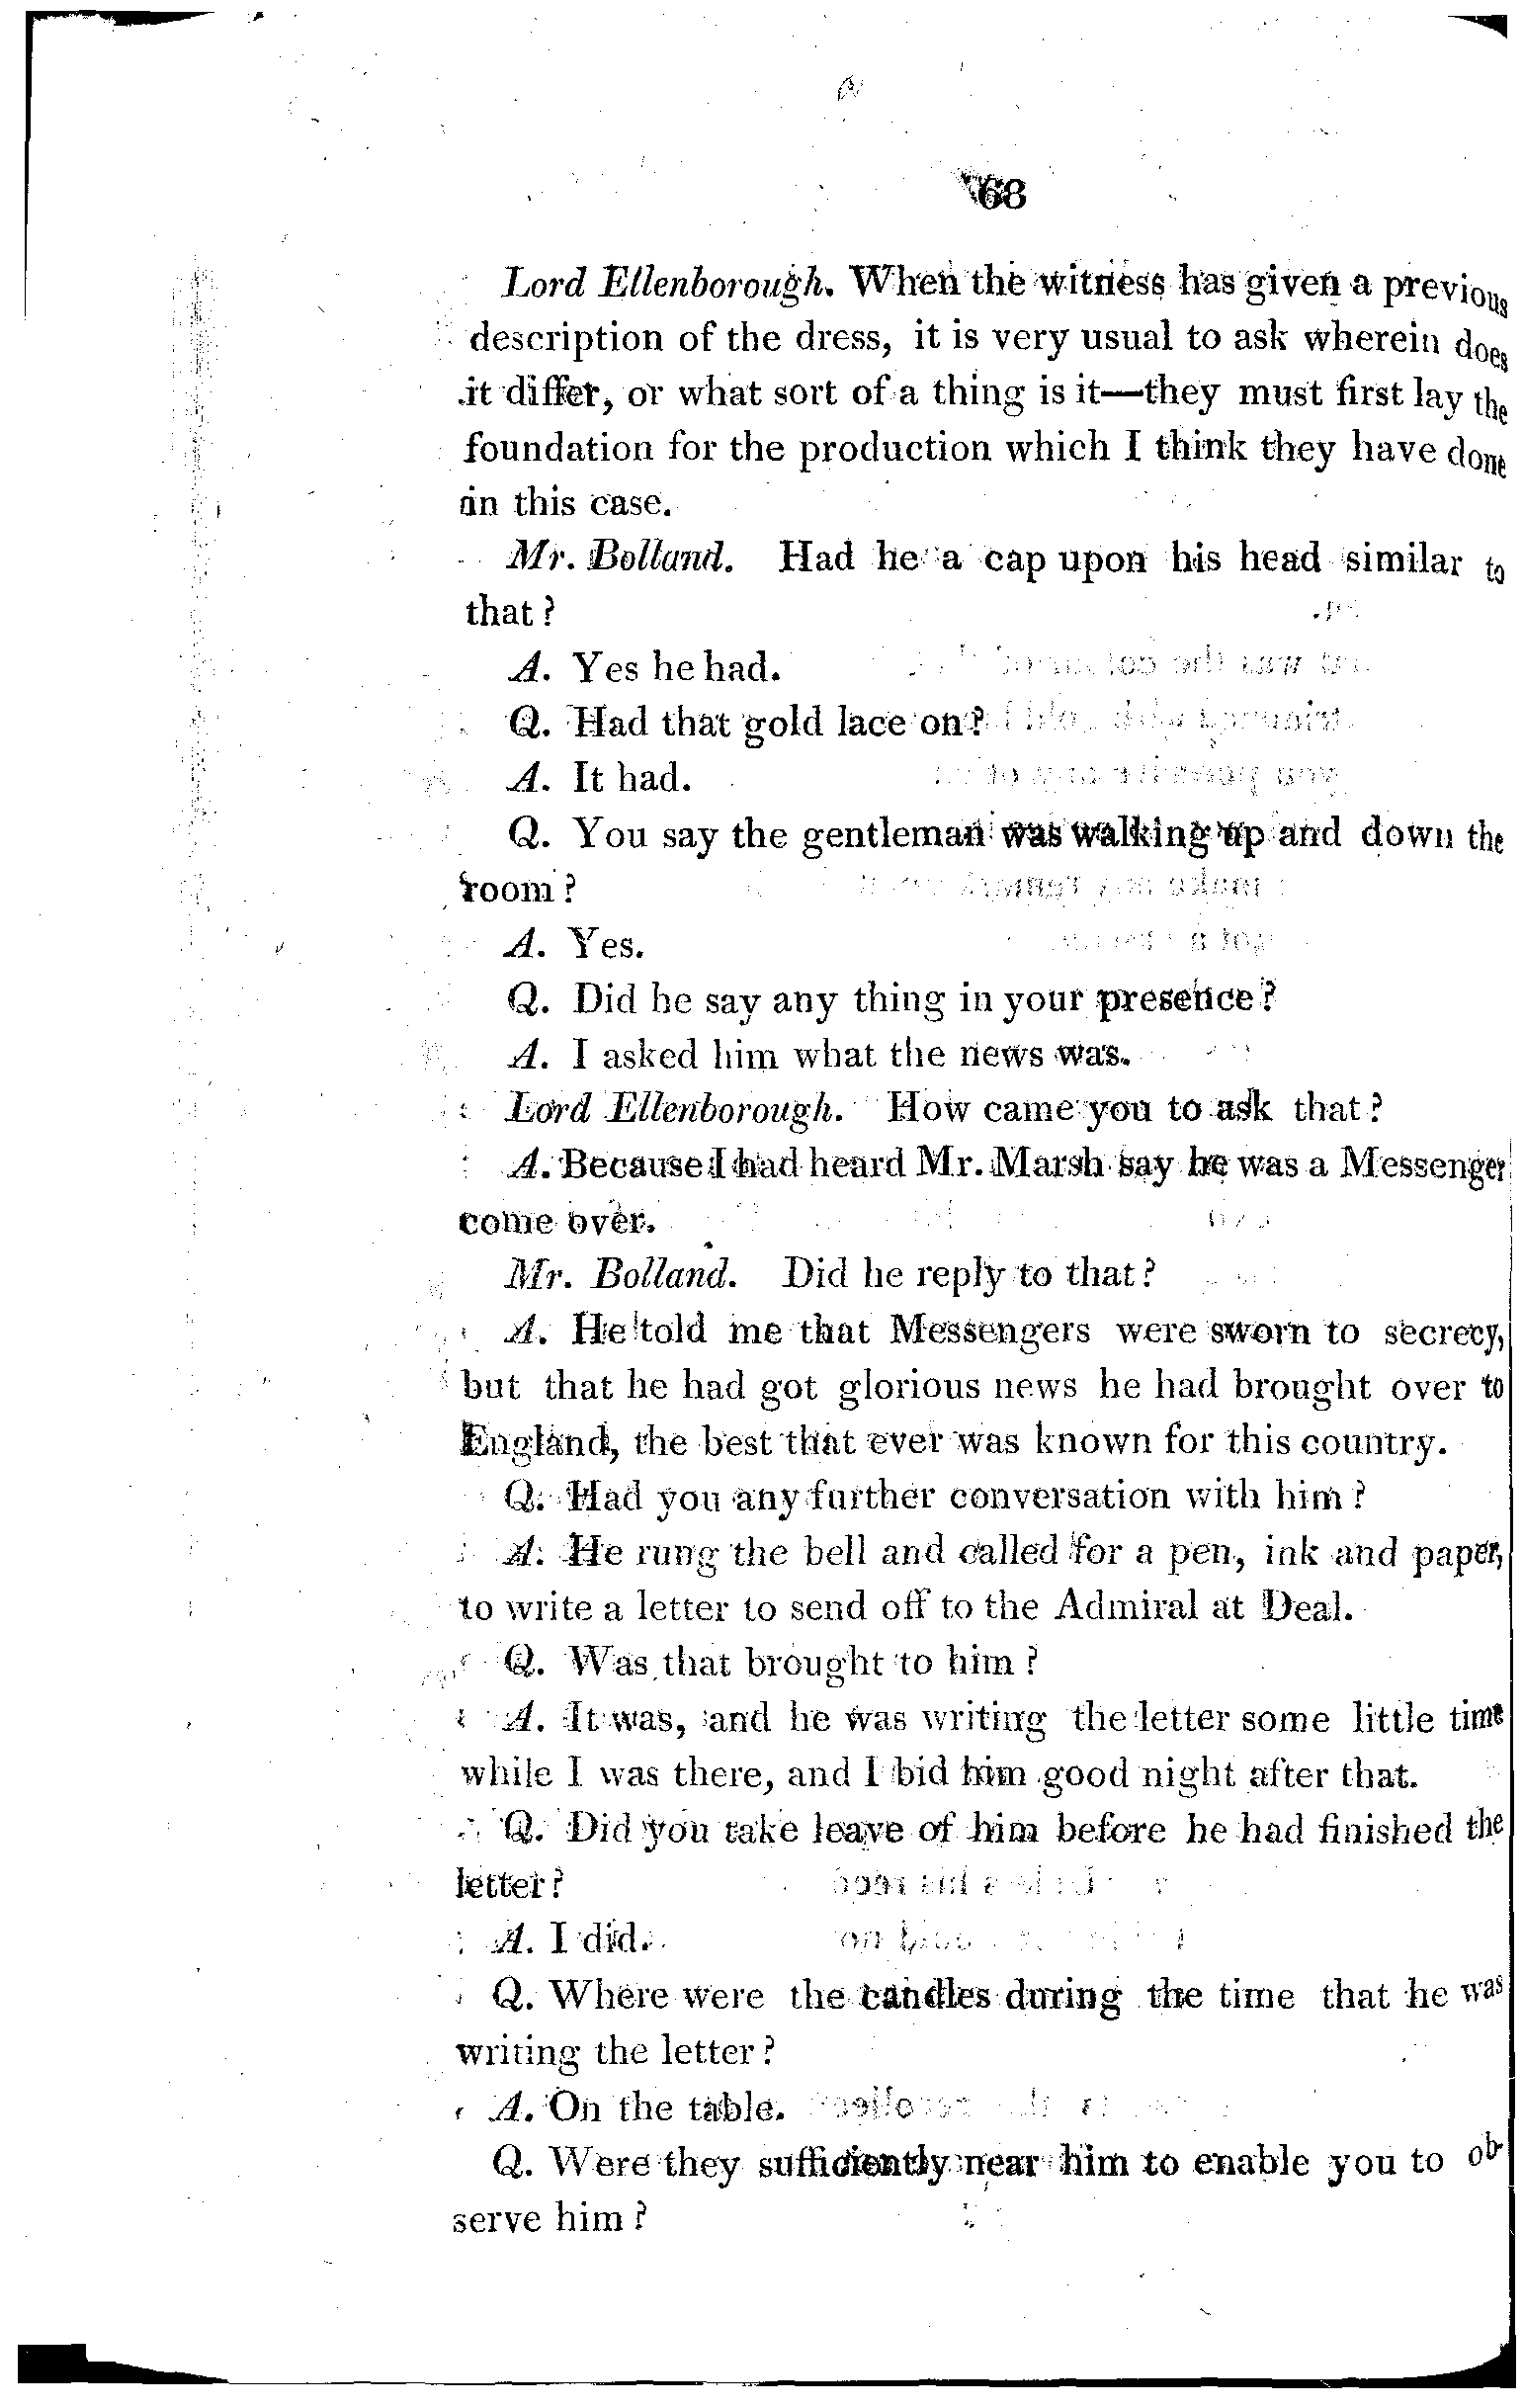 68
Lord Ellenborough. When the witness has given a previous
description of the dress, it is very usual to ask wherein does
it differ, or what sort of a thing is it—they must first lay the
foundation for the production which I think they have done
in this case.
Mr. Bolland. Had he a cap upon his head similar to
that?
A. Yes he had.
Q. Had that gold lace on?
A. It had.
Q. You say the gentleman was walking up and down the
room?
A. Yes.
Q. Did he say any thing in your presence?
A. I asked him what the news was.
Lord Ellenborough. How came you to ask that?
A. Because I had heard Mr. Marsh say he was a Messenger
come over.
Mr. Bolland. Did he reply to that?
A. He told me that Messengers were sworn to secrecy,
but that he had got glorious news he had brought over to
England, the best that ever was known for this country.
Q. Had you any further conversation with him?
A. He rung the bell and called for a pen, ink and paper,
to write a letter to send off to the Admiral at Deal.
Q. Was that brought to him?
A. It was, and he was writing the letter some little time
while I was there, and I bid him good night after that.
Q. Did you take leave of him before he had finished the
letter?
A. I did.
Q. Where were the candles during the time that he was
writing the letter?
A. On the table.
Q. Were they sufficiently near him to enable you to ob-
serve him?